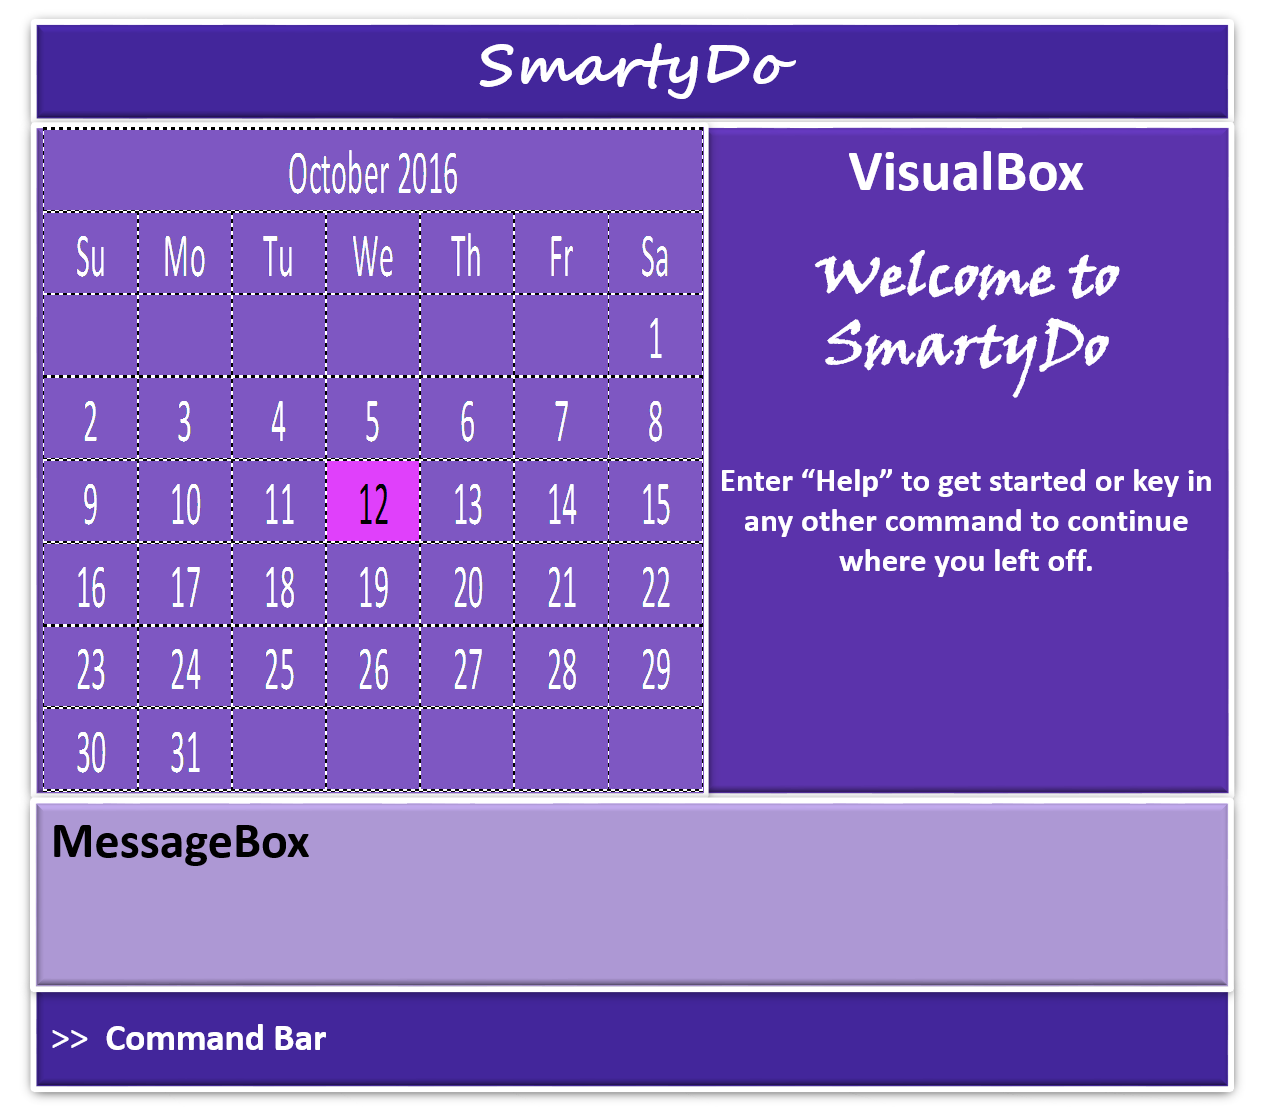 SmartyDo
October 2016
Su Mo Tu We Th Fr Sa
1
2 3 4 5 6 7 8
9 10 11 12 13 14 15
16 17 18 19 20 21 22
23 24 25 26 27 28 29
30 31
VisualBox
Welcome to
SmartyDo
Enter “Help” to get started or key in
any other command to continue
where you left off.
MessageBox
>> Command Bar